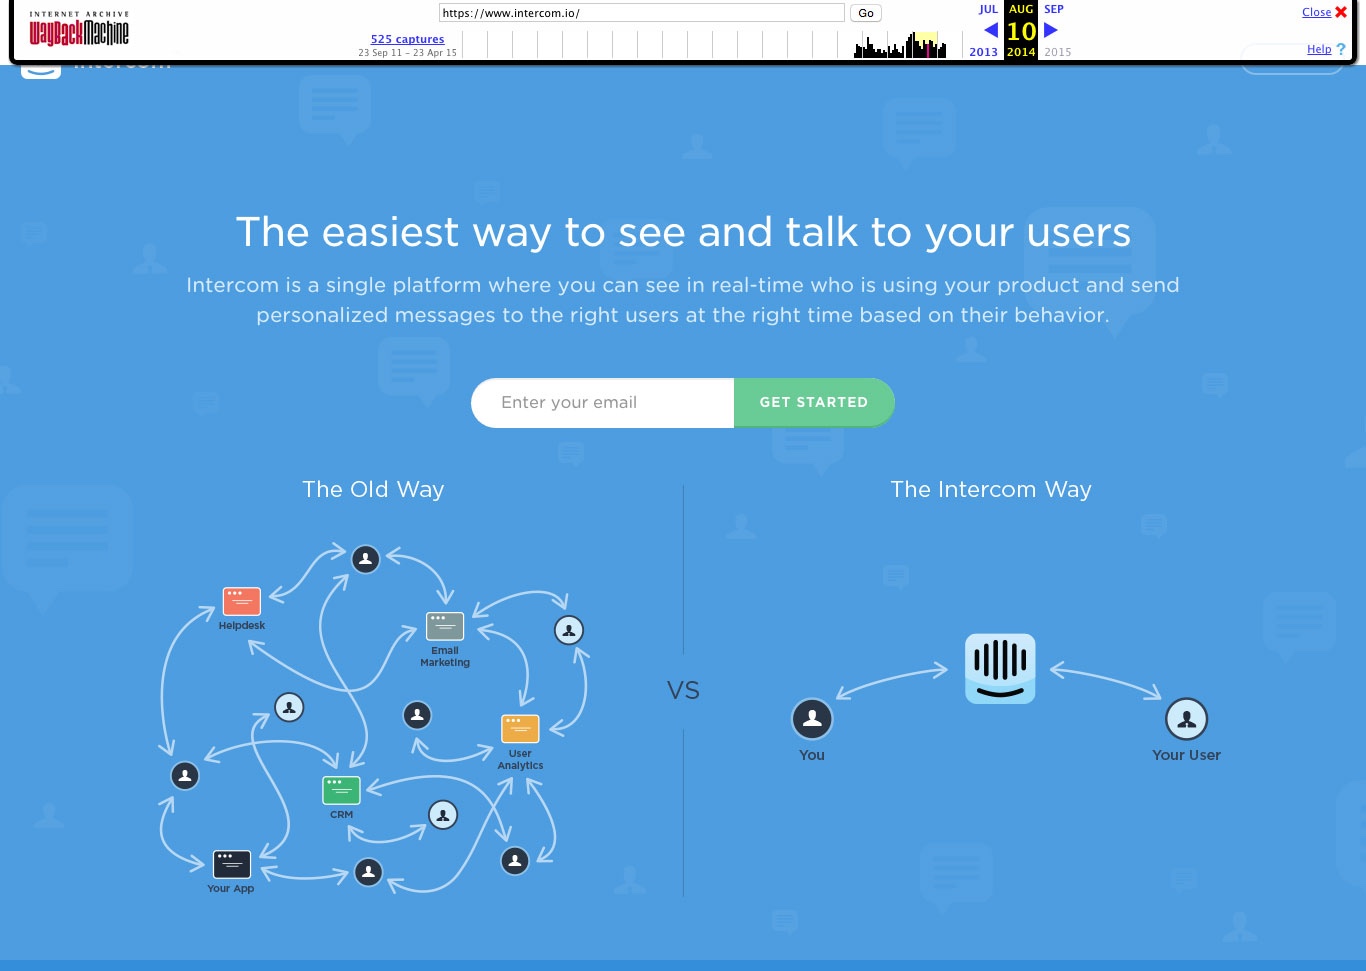 INTERNET ARCHIVE
WayBackMachine
https://www.intercom.io/
Go
525 captures
23 Sep 11 – 23 Apr 15
JUL
AUG
SEP
10
2013
2014
2015
Close
Help ?
Intercom
The easiest way to see and talk to your users
Intercom is a single platform where you can see in real-time who is using your product and send
personalized messages to the right users at the right time based on their behavior.
Enter your email
GET STARTED
The Old Way
The Intercom Way
Helpdesk
Email
Marketing
User
Analytics
CRM
Your App
VS
You
Your User